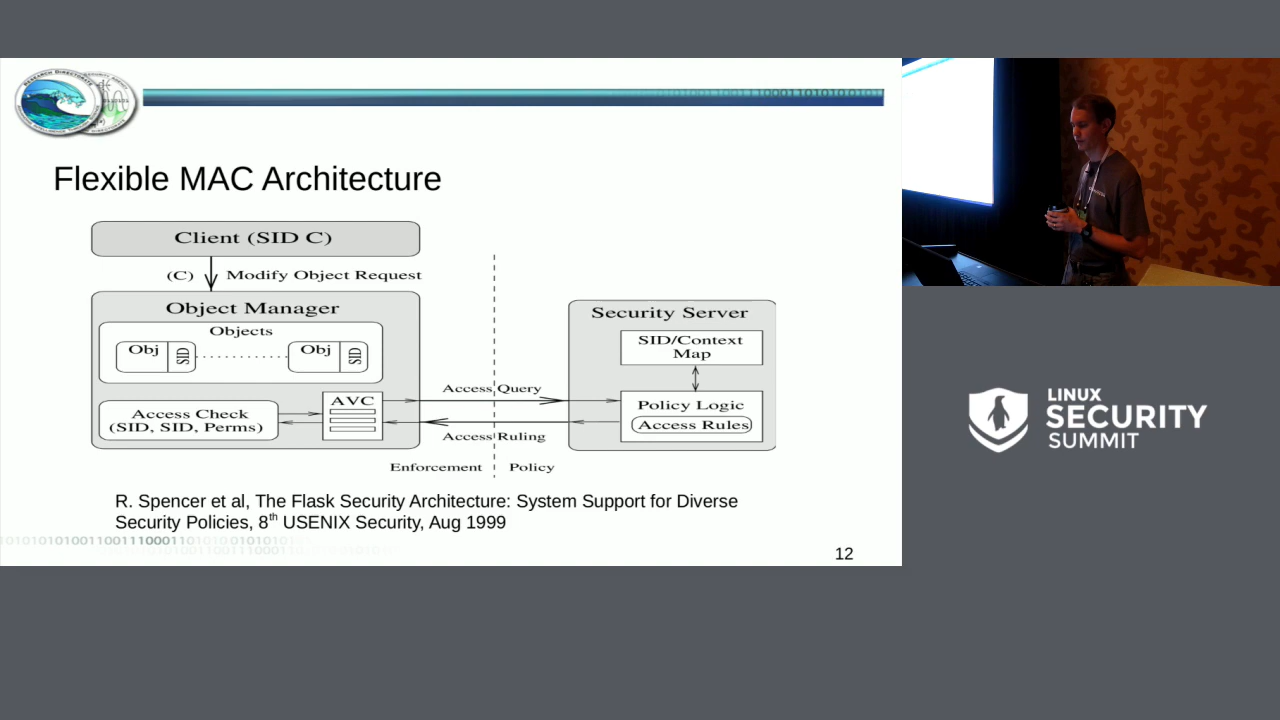 Flexible MAC Architecture
Client (SID C)
(C) Modify Object Request
Object Manager
Objects
Obj SID Obj SID
Access Check
(SID, SID, Perms)
AVC
Access Query
Access Ruling
Enforcement Policy
Security Server
SID/Context
Map
Policy Logic
Access Rules
R. Spencer et al, The Flask Security Architecture: System Support for Diverse
Security Policies, 8th USENIX Security, Aug 1999
12
LINUX
SECURITY
SUMMIT